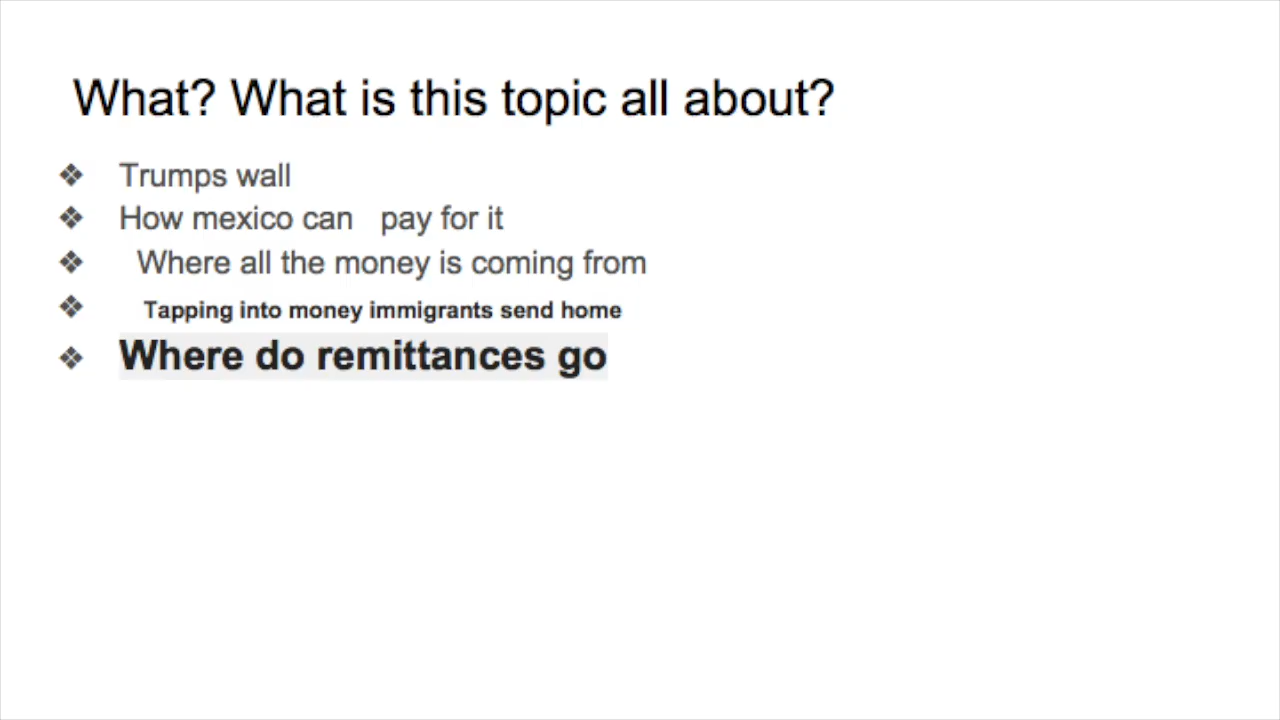 What? What is this topic all about?
❖ Trumps wall
❖ How mexico can pay for it
❖ Where all the money is coming from
❖ Tapping into money immigrants send home
❖ Where do remittances go